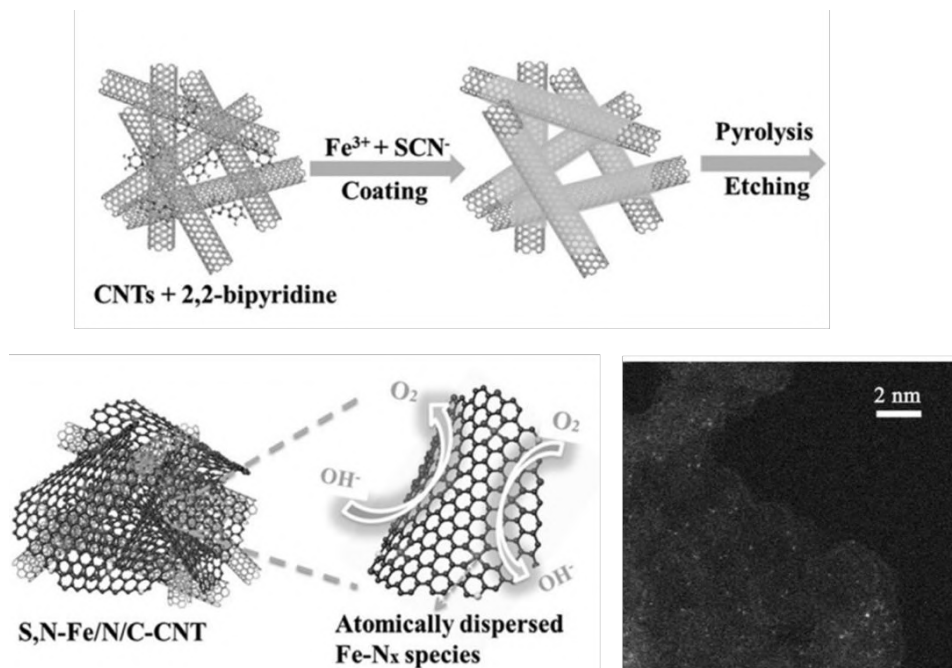 Fe³⁺ + SCN⁻
Coating
Pyrolysis
Etching
CNTs + 2,2-bipyridine
O₂
OH⁻
O₂
OH⁻
S,N-Fe/N/C-CNT
Atomically dispersed
Fe-Nₓ species
2 nm